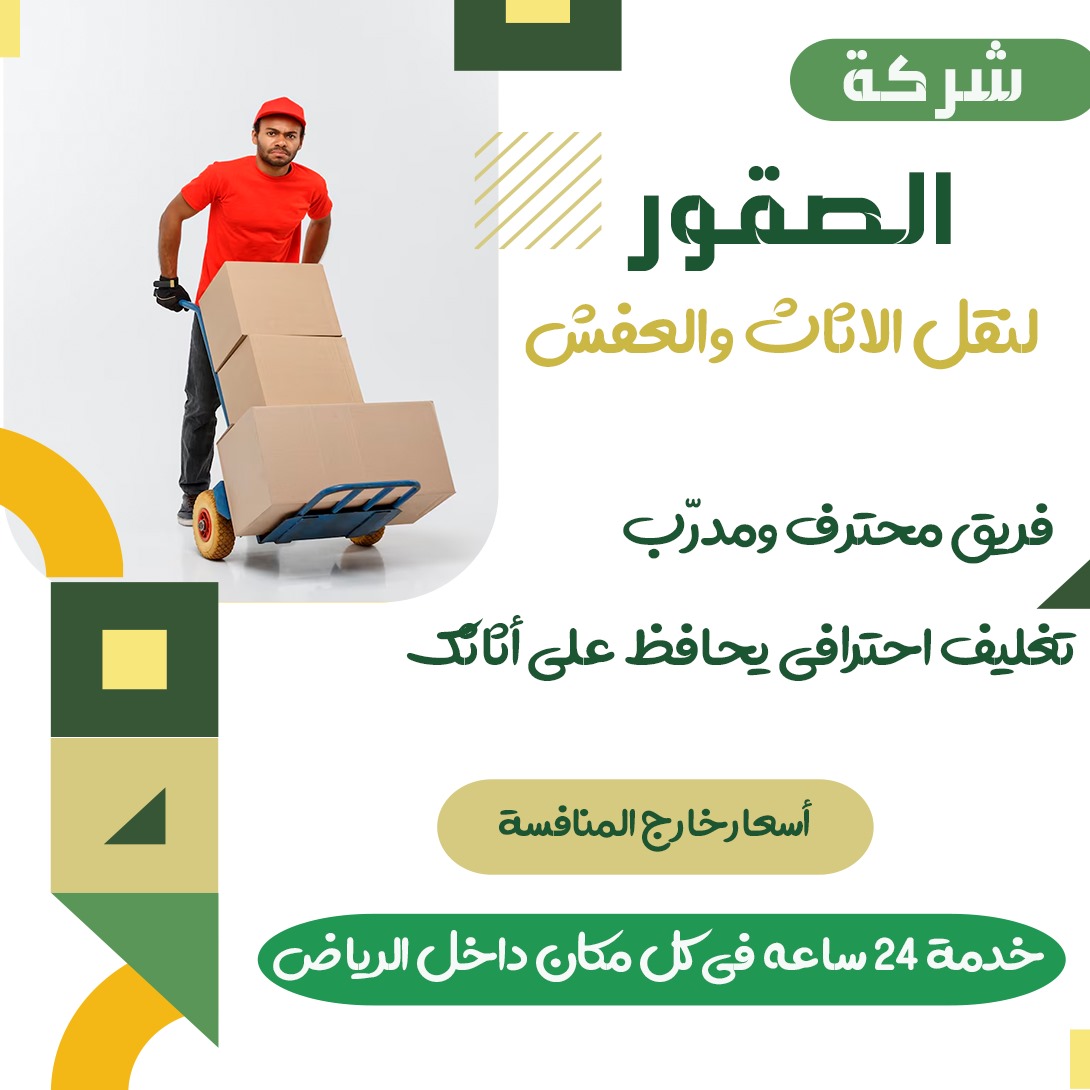 شركة
الصقور
لنقل الاثاث والعفش
فريق محترف ومدرّب
تغليف احترافي يحافظ على أثاثك
أسعار خارج المنافسة
خدمة 24 ساعه في كل مكان داخل الرياض